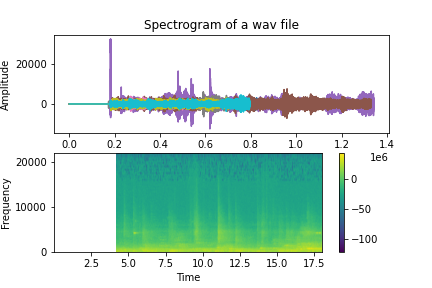 Spectrogram of a wav file
Amplitude
20000
0
0.0 0.2 0.4 0.6 0.8 1.0 1.2 1.4
1e6
Frequency
20000
10000
0
2.5 5.0 7.5 10.0 12.5 15.0 17.5
Time
0
−50
−100